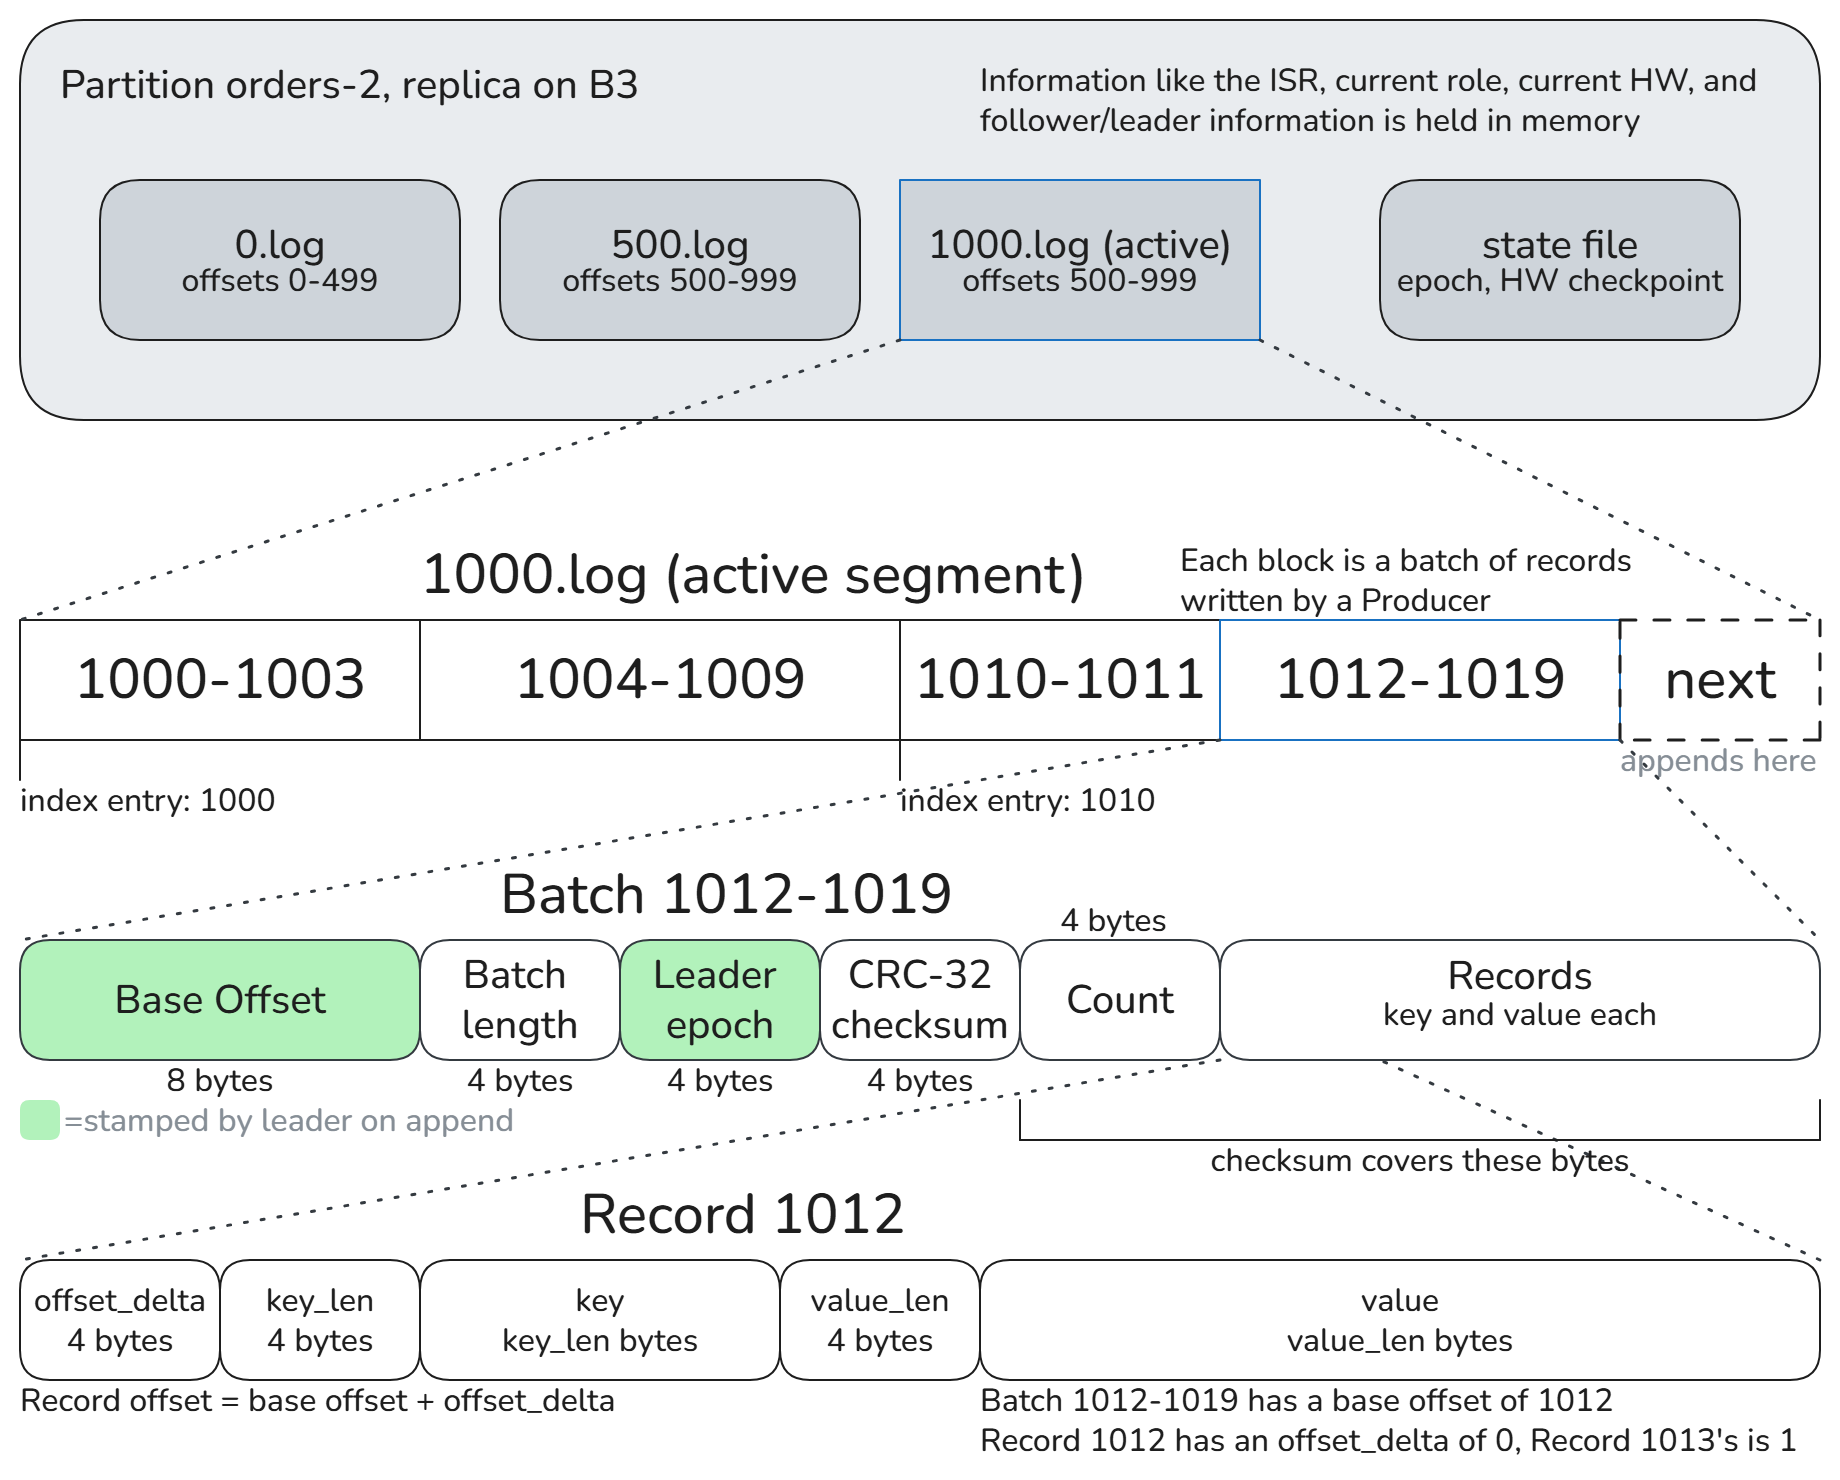 Partition orders-2, replica on B3
Information like the ISR, current role, current HW, and
follower/leader information is held in memory
0.log
offsets 0-499
500.log
offsets 500-999
1000.log (active)
offsets 500-999
state file
epoch, HW checkpoint
1000.log (active segment)
Each block is a batch of records
written by a Producer
1000-1003
1004-1009
1010-1011
1012-1019
next
appends here
index entry: 1000
index entry: 1010
Batch 1012-1019
4 bytes
Base Offset
Batch
length
Leader
epoch
CRC-32
checksum
Count
Records
key and value each
8 bytes
4 bytes
4 bytes
4 bytes
=stamped by leader on append
checksum covers these bytes
Record 1012
offset_delta
4 bytes
key_len
4 bytes
key
key_len bytes
value_len
4 bytes
value
value_len bytes
Record offset = base offset + offset_delta
Batch 1012-1019 has a base offset of 1012
Record 1012 has an offset_delta of 0, Record 1013's is 1